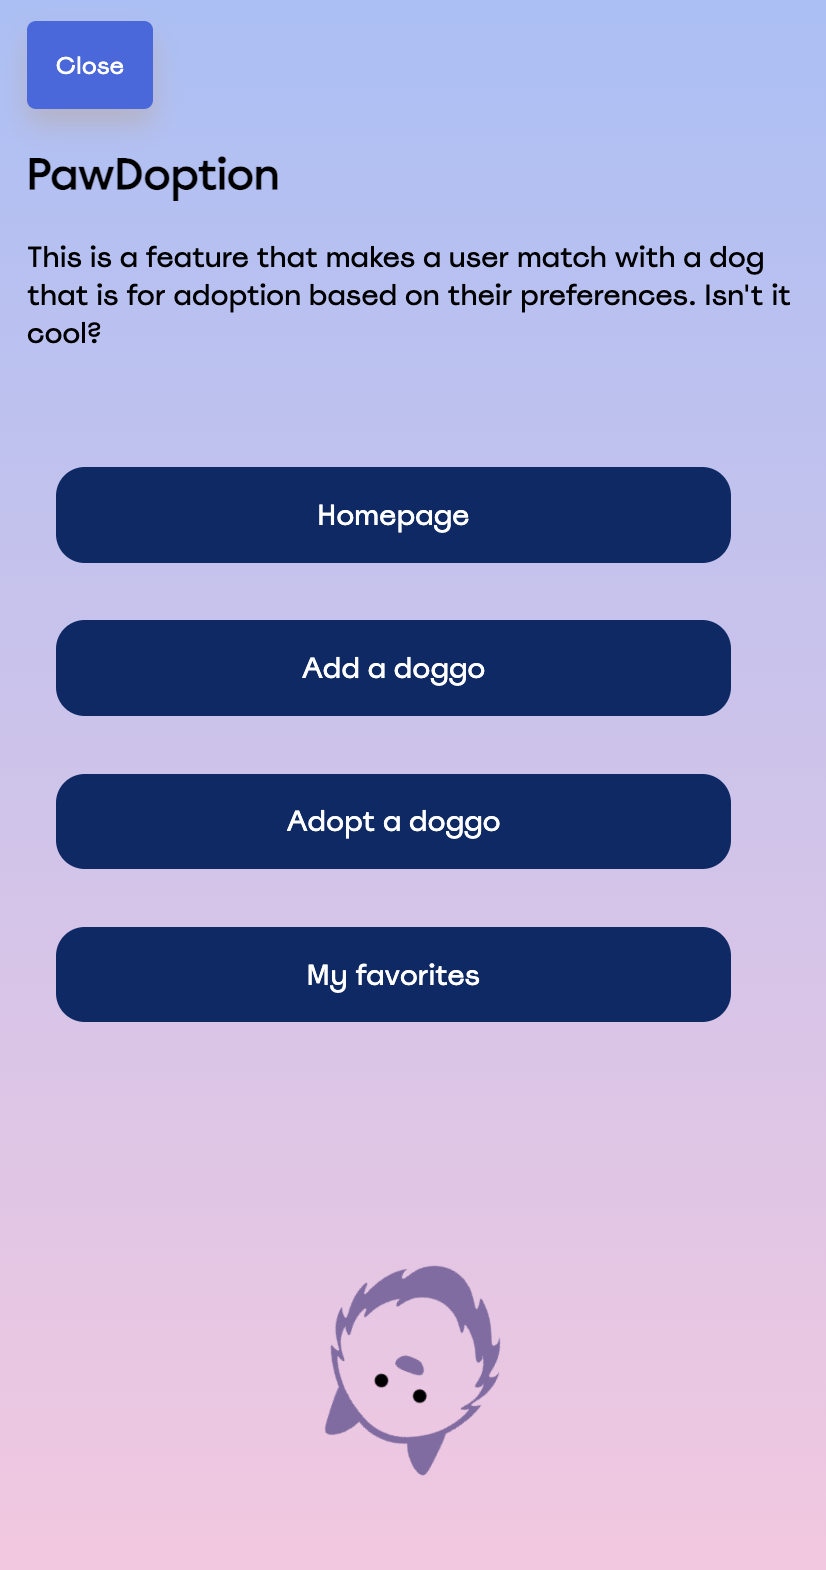 Close
PawDoption
This is a feature that makes a user match with a dog
that is for adoption based on their preferences. Isn't it
cool?
Homepage
Add a doggo
Adopt a doggo
My favorites